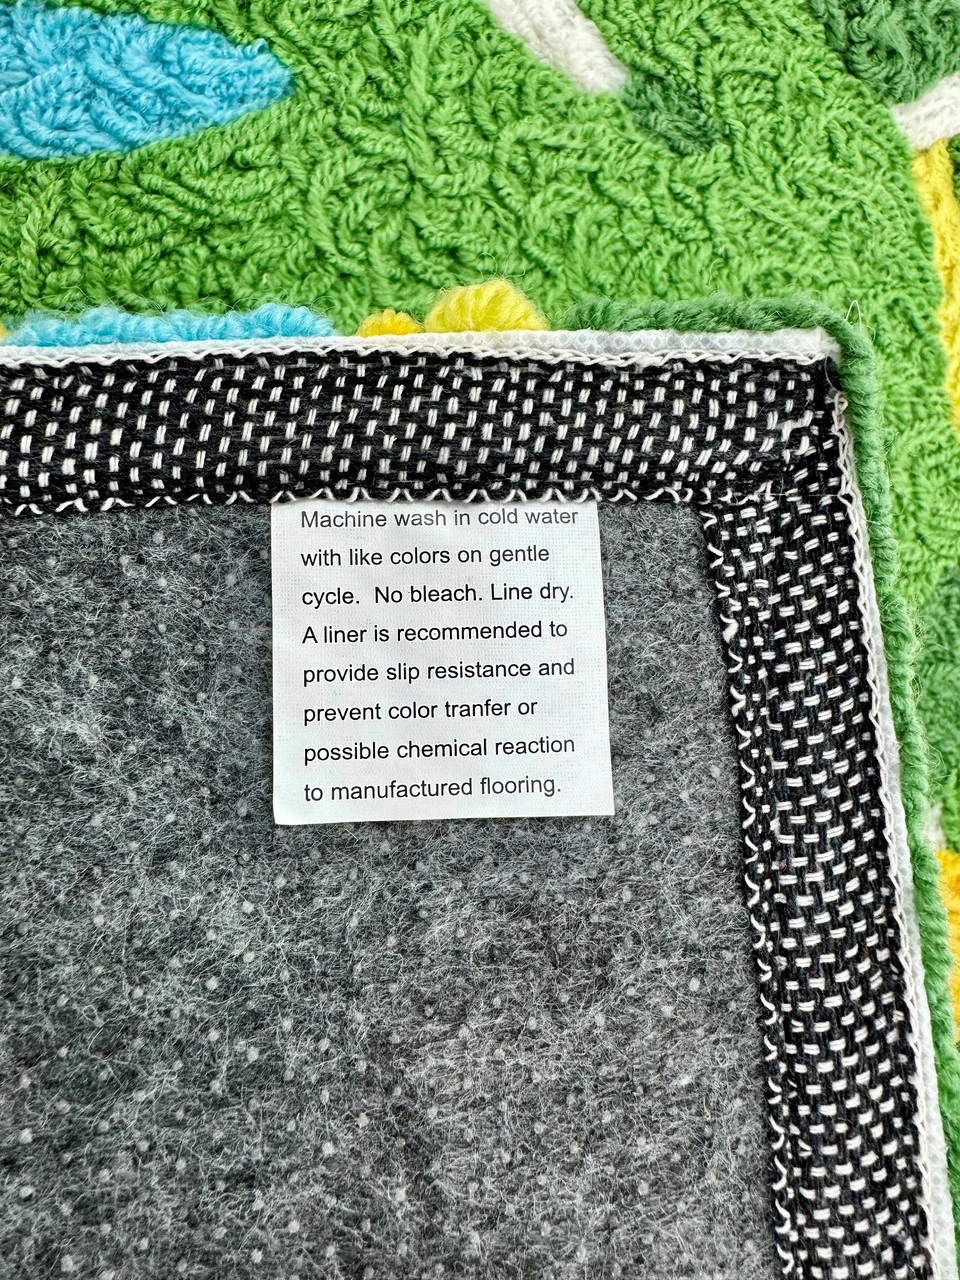 Machine wash in cold water
with like colors on gentle
cycle.  No bleach. Line dry.
A liner is recommended to
provide slip resistance and
prevent color tranfer or
possible chemical reaction
to manufactured flooring.